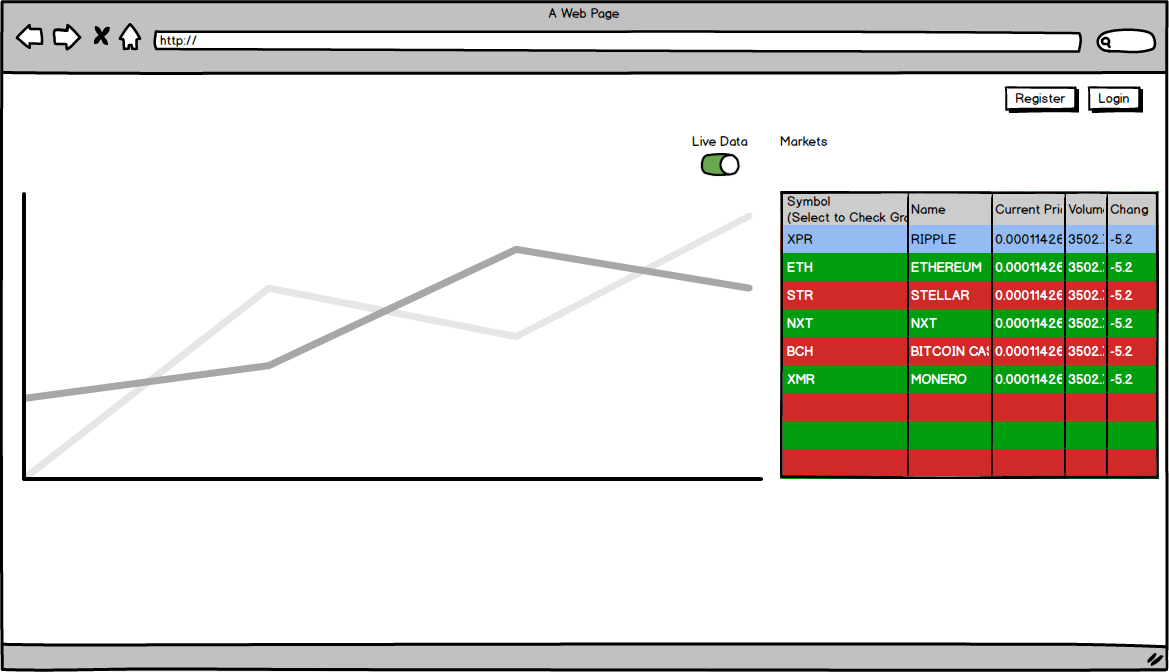 A Web Page
http://
Register
Login
Live Data
Markets
Symbol
(Select to Check Gra
Name
Current Pri
Volum
Chang
XPR RIPPLE 0.00011426 3502. -5.2
ETH ETHEREUM 0.00011426 3502. -5.2
STR STELLAR 0.00011426 3502. -5.2
NXT NXT 0.00011426 3502. -5.2
BCH BITCOIN CAS 0.00011426 3502. -5.2
XMR MONERO 0.00011426 3502. -5.2